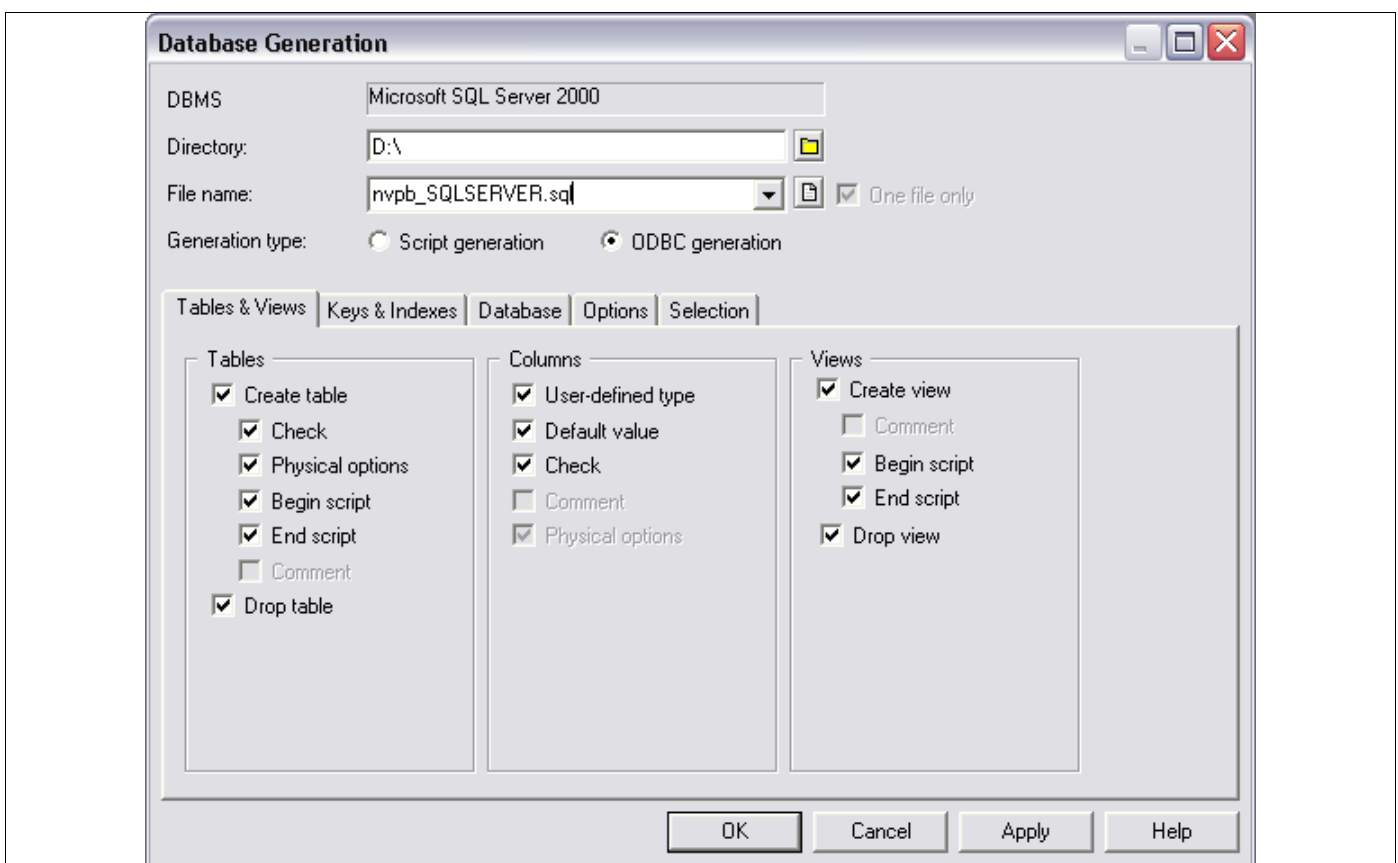 Database Generation
DBMS
Microsoft SQL Server 2000
Directory:
D:\
File name:
nvpb_SQLSERVER.sql
One file only
Generation type:
Script generation
ODBC generation
Tables & Views
Keys & Indexes
Database
Options
Selection
Tables
Create table
Check
Physical options
Begin script
End script
Comment
Drop table
Columns
User-defined type
Default value
Check
Comment
Physical options
Views
Create view
Comment
Begin script
End script
Drop view
OK
Cancel
Apply
Help